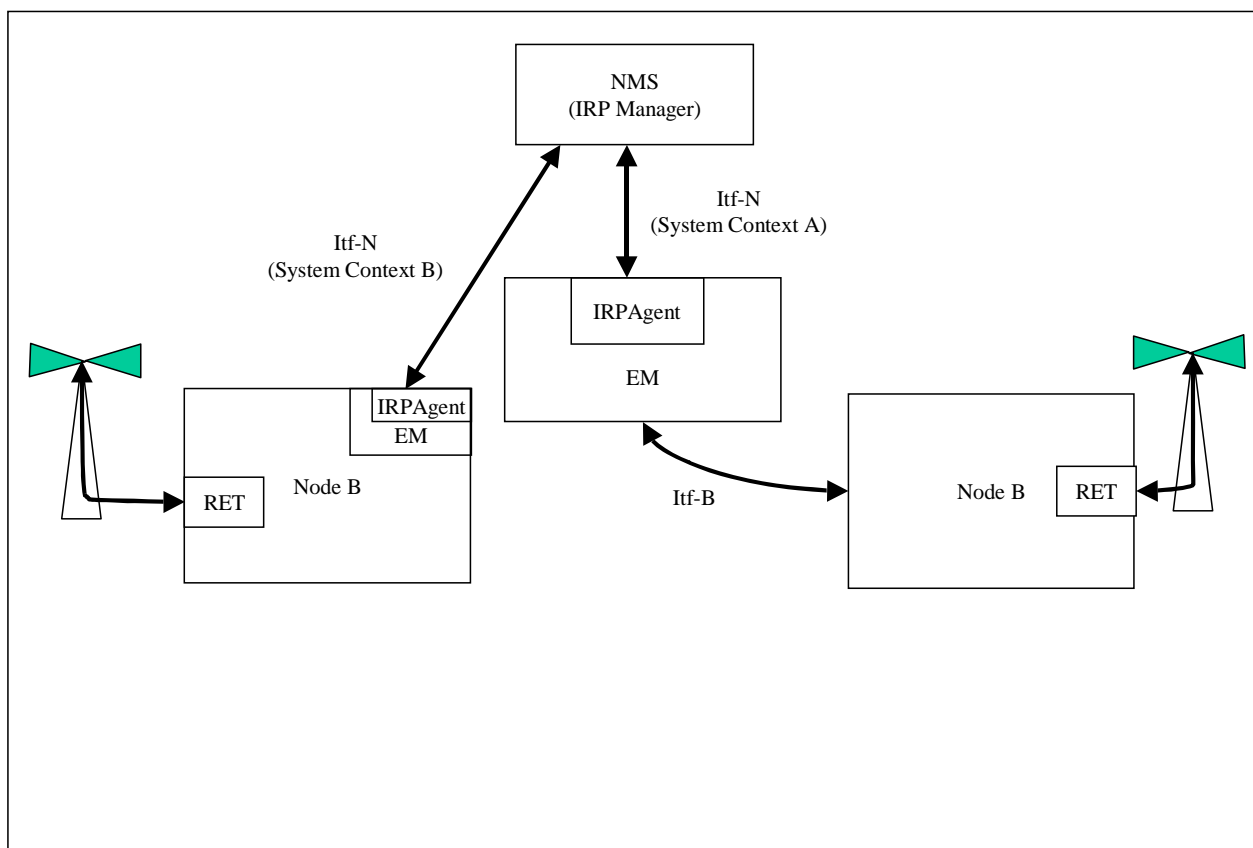 NMS
(IRP Manager)
Itf-N
(System Context A)
Itf-N
(System Context B)
IRPAgent
EM
IRPAgent
EM
Node B
RET
Itf-B
Node B
RET